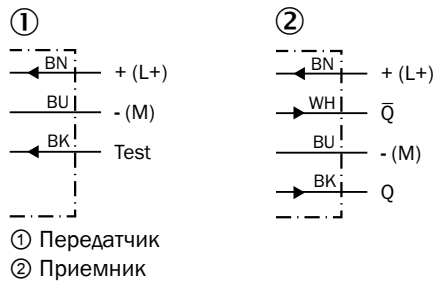 ① ②
BN + (L+) BN + (L+)
WH Q̅
BU - (M)
BU - (M)
BK Test
BK Q
① Передатчик
② Приемник